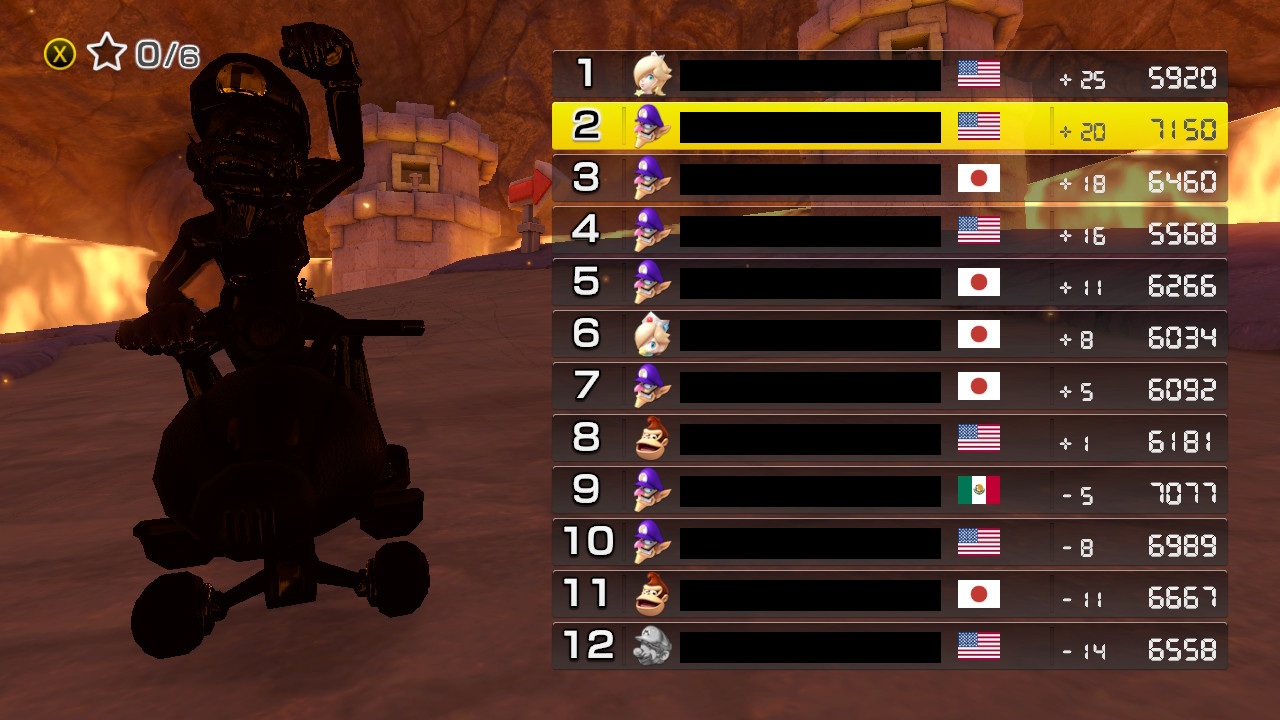 X 0/6
1 + 25 5920
2 + 20 7150
3 + 18 6460
4 + 16 5568
5 + 11 6266
6 + 8 6034
7 + 5 6092
8 + 1 6181
9 - 5 7077
10 - 8 6989
11 - 11 6667
12 - 14 6558